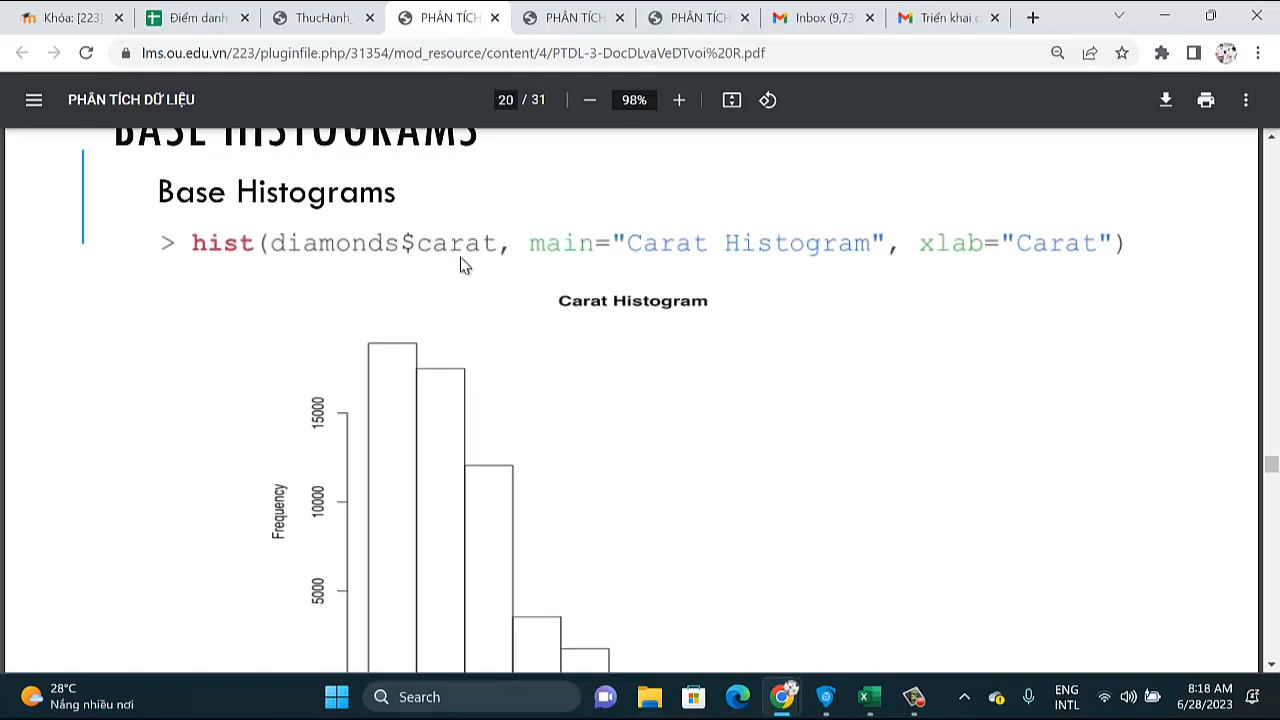 Khóa: [223]
Điểm danh
ThucHanh_
PHÂN TÍCH
PHÂN TÍCH
PHÂN TÍCH
Inbox (9,73
Triển khai c
lms.ou.edu.vn/223/pluginfile.php/31354/mod_resource/content/4/PTDL-3-DocDLvaVeDTvoi%20R.pdf
PHÂN TÍCH DỮ LIỆU
20 / 31
98%
BASE HISTOGRAMS
Base Histograms
> hist(diamonds$carat, main="Carat Histogram", xlab="Carat")
Carat Histogram
15000
10000
5000
Frequency
28°C
Nắng nhiều nơi
Search
ENG
INTL
8:18 AM
6/28/2023